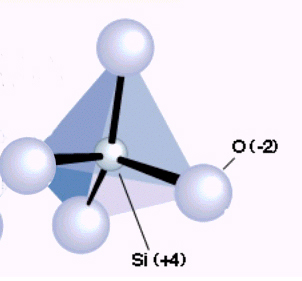 O (-2)
Si (+4)